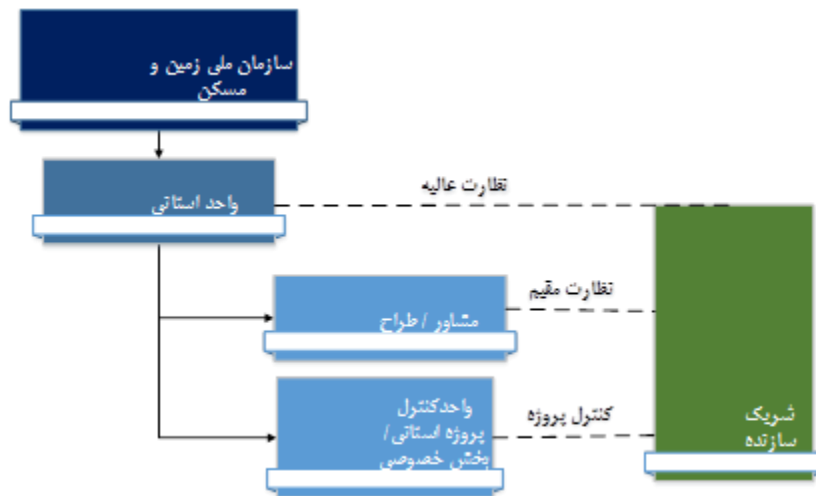 سازمان ملی زمین و
مسکن
واحد استانی
نظارت عالیه
نظارت مقیم
مشاور / طراح
واحدکنترل
پروژه استانی/
بخش خصوصی
کنترل پروژه
شریک
سازنده